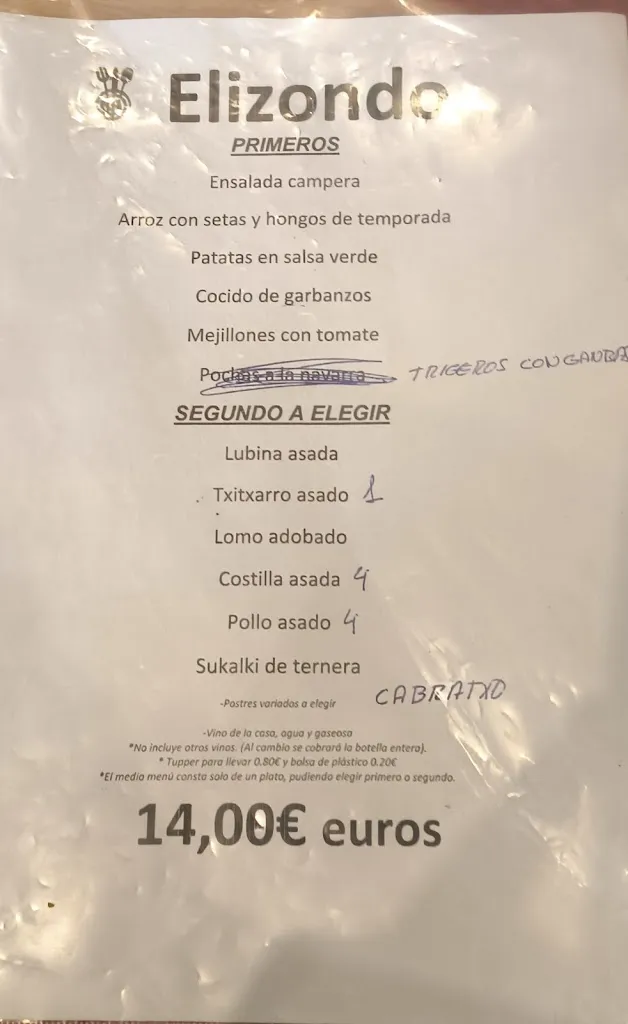 Elizondo
PRIMEROS
Ensalada campera
Arroz con setas y hongos de temporada
Patatas en salsa verde
Cocido de garbanzos
Mejillones con tomate
Pochas a la navarra TRIGEROS CON GANBA
SEGUNDO A ELEGIR
Lubina asada
Txitxarro asado 1
Lomo adobado
Costilla asada 4
Pollo asado 4
Sukalki de ternera
CABRATXO
-Postres variados a elegir
-Vino de la casa, agua y gaseosa
*No incluye otros vinos. (Al cambio se cobrará la botella entera).
* Tupper para llevar 0.80€ y bolsa de plástico 0.20€
*El medio menú consta solo de un plato, pudiendo elegir primero o segundo.
14,00€ euros